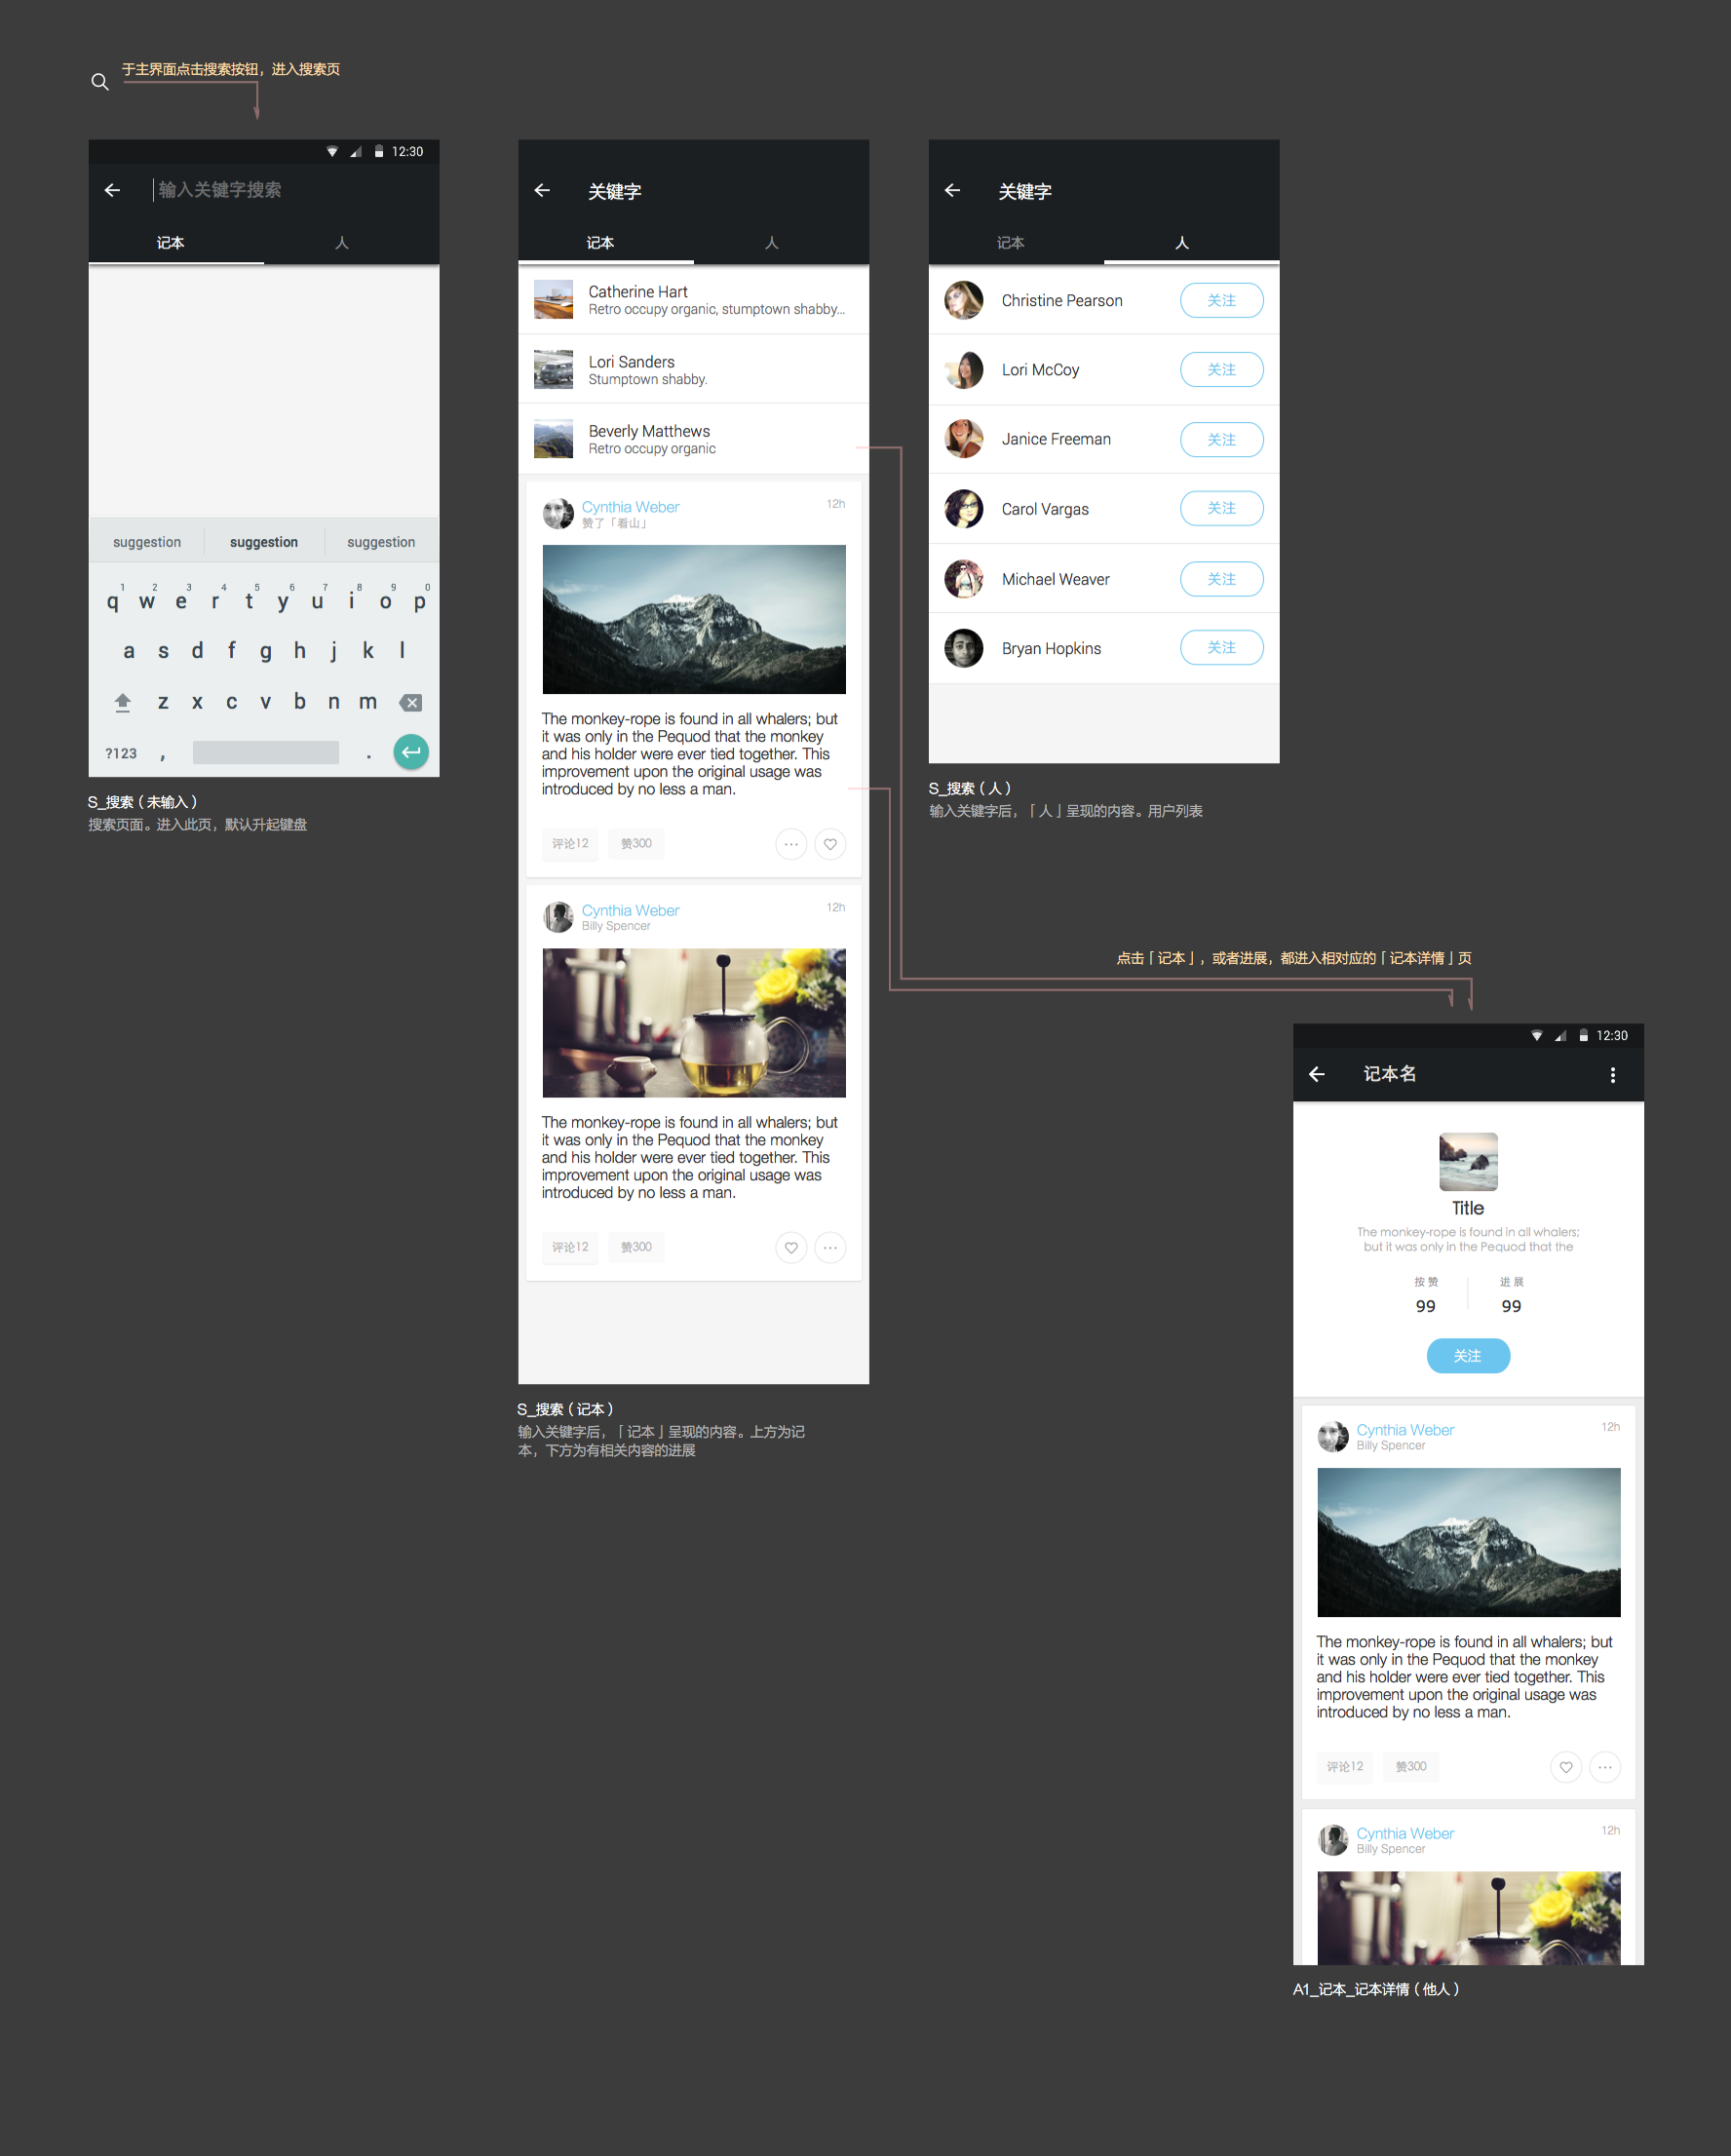 于主界面点击搜索按钮，进入搜索页
12:30
输入关键字搜索
记本
人
suggestion
suggestion
suggestion
1 2 3 4 5 6 7 8 9 0
q w e r t y u i o p
a s d f g h j k l
z x c v b n m
?123 , .
S_搜索（未输入）
搜索页面。进入此页，默认升起键盘
关键字
记本
人
Catherine Hart
Retro occupy organic, stumptown shabby...
Lori Sanders
Stumptown shabby.
Beverly Matthews
Retro occupy organic
Cynthia Weber
12h
赞了「看山」
The monkey-rope is found in all whalers; but
it was only in the Pequod that the monkey
and his holder were ever tied together. This
improvement upon the original usage was
introduced by no less a man.
评论12
赞300
Cynthia Weber
12h
Billy Spencer
The monkey-rope is found in all whalers; but
it was only in the Pequod that the monkey
and his holder were ever tied together. This
improvement upon the original usage was
introduced by no less a man.
评论12
赞300
S_搜索（记本）
输入关键字后，「记本」呈现的内容。上方为记
本，下方为有相关内容的进展
关键字
记本
人
Christine Pearson
关注
Lori McCoy
关注
Janice Freeman
关注
Carol Vargas
关注
Michael Weaver
关注
Bryan Hopkins
关注
S_搜索（人）
输入关键字后，「人」呈现的内容。用户列表
点击「记本」，或者进展，都进入相对应的「记本详情」页
12:30
记本名
Title
The monkey-rope is found in all whalers;
but it was only in the Pequod that the
按赞
进展
99
99
关注
Cynthia Weber
12h
Billy Spencer
The monkey-rope is found in all whalers; but
it was only in the Pequod that the monkey
and his holder were ever tied together. This
improvement upon the original usage was
introduced by no less a man.
评论12
赞300
Cynthia Weber
12h
Billy Spencer
A1_记本_记本详情（他人）